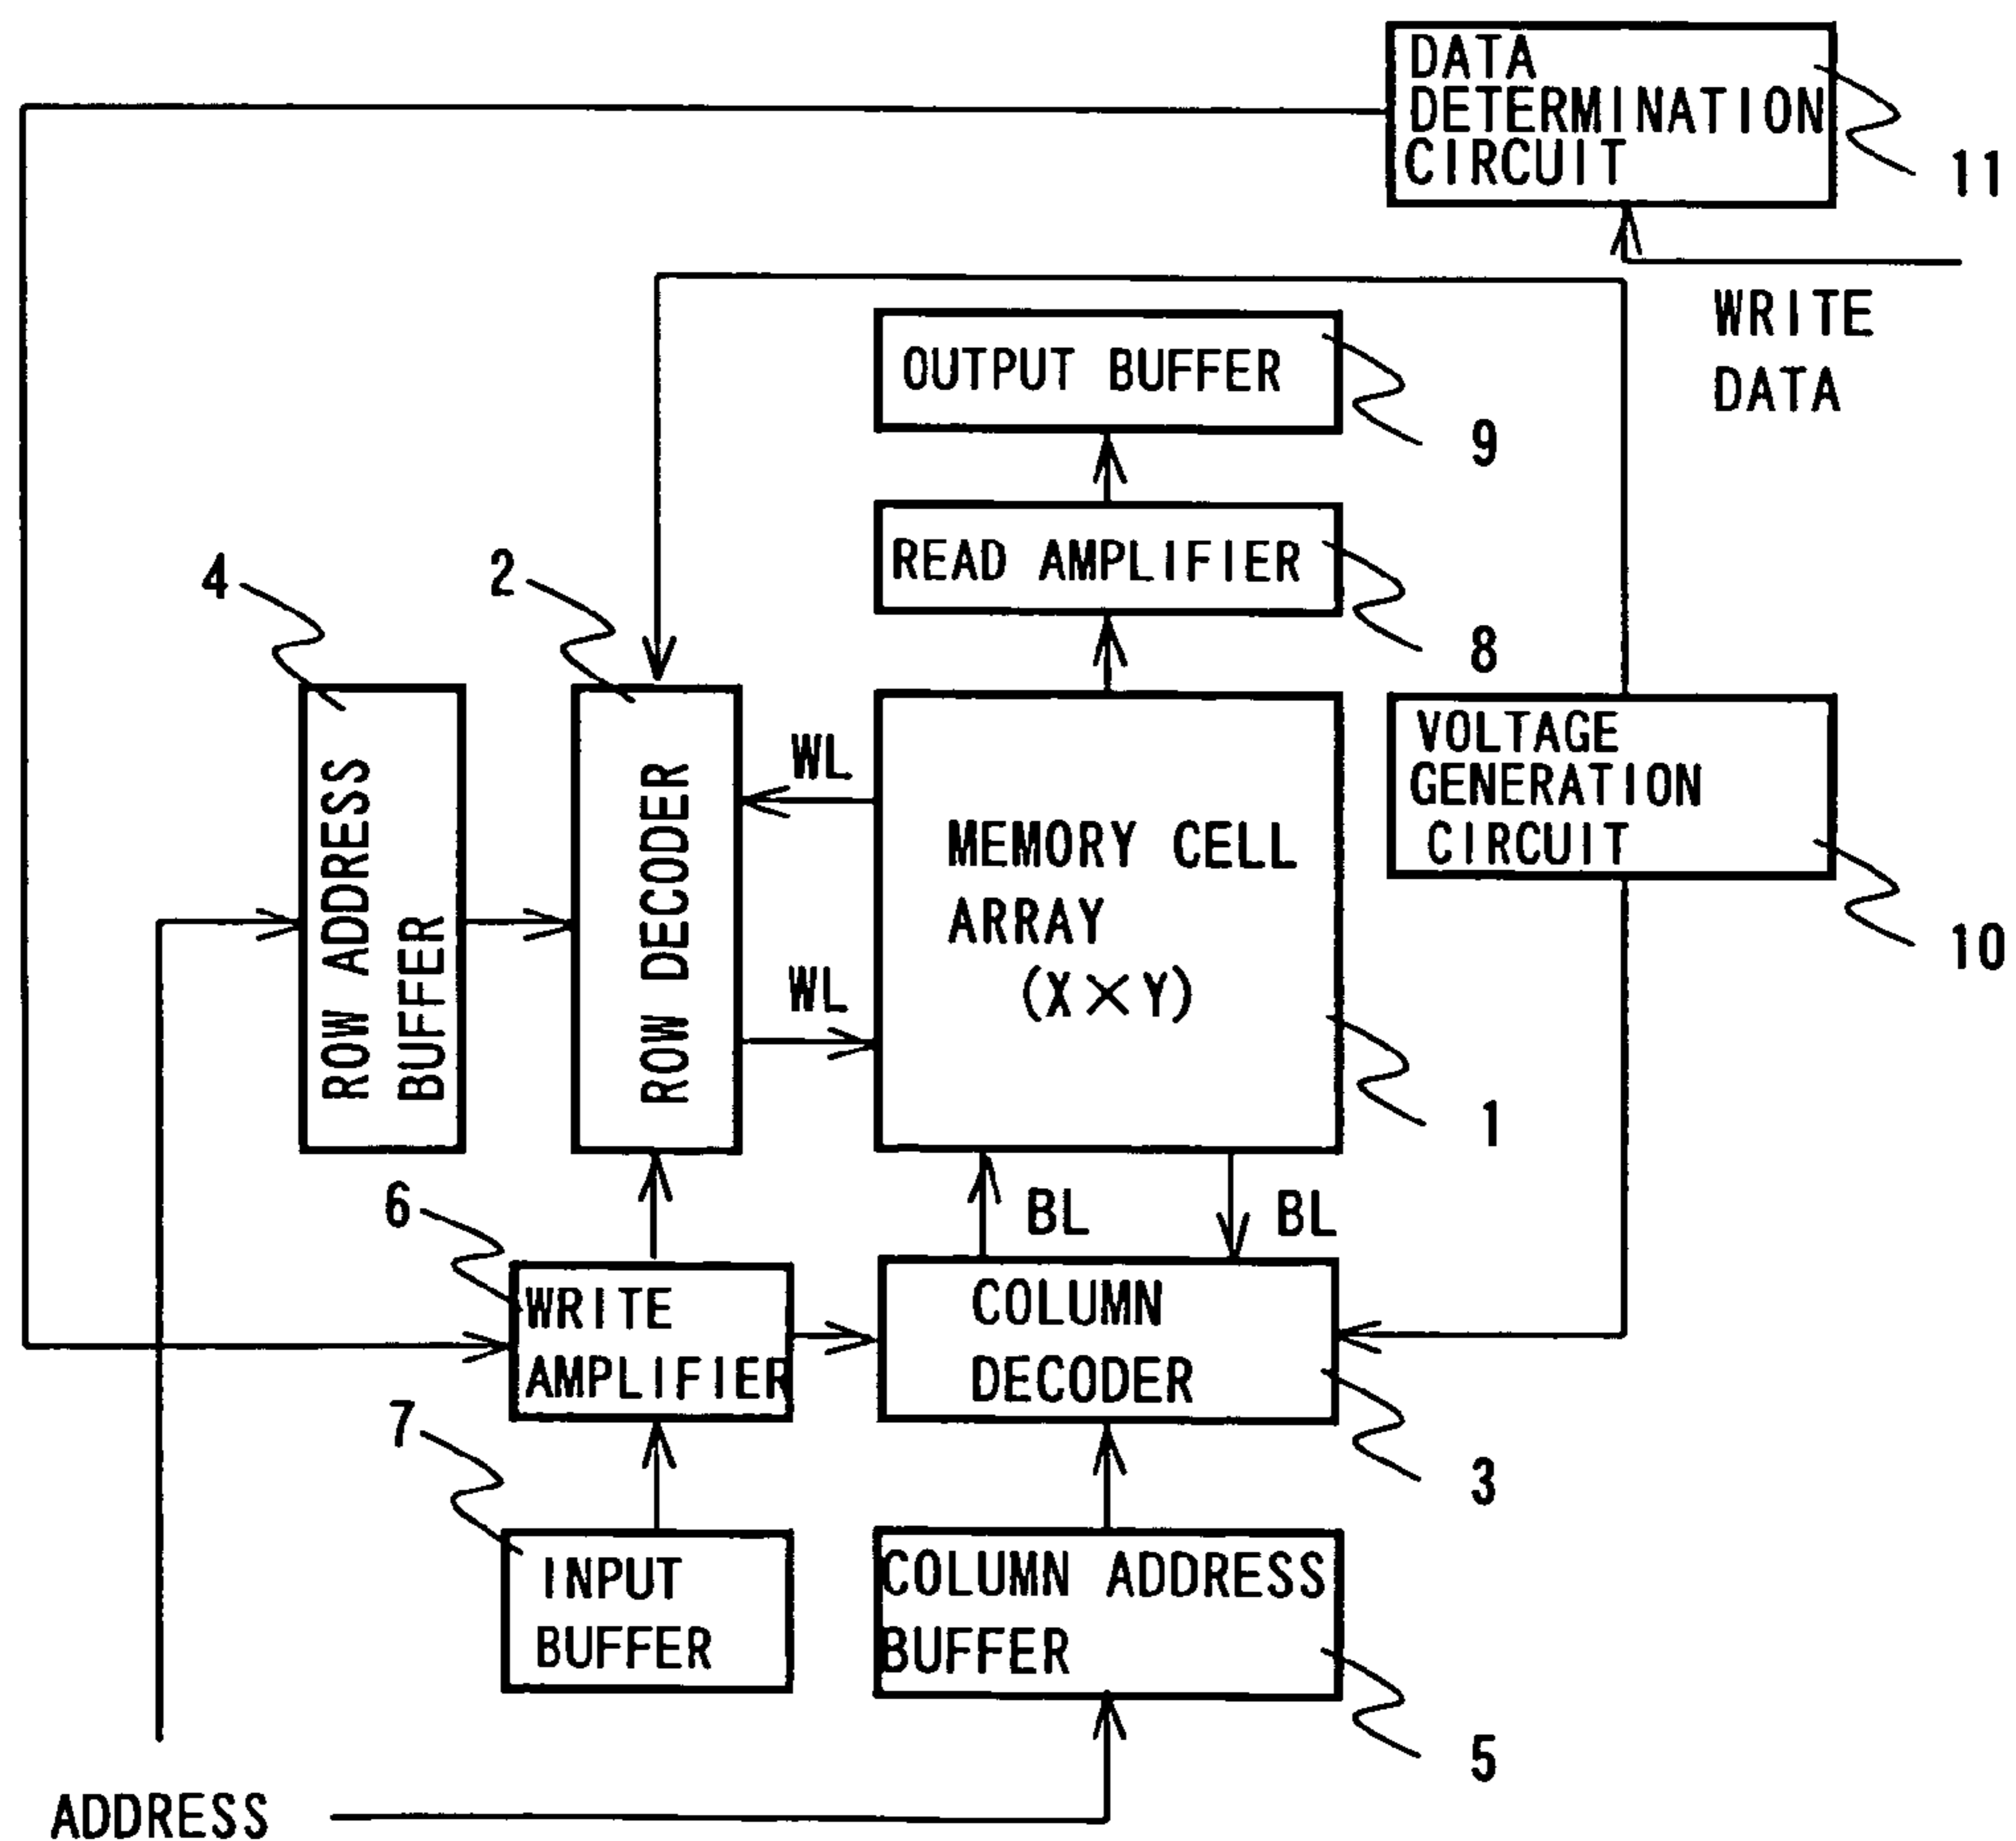 DATA
DETERMINATION
CIRCUIT
11
WRITE
DATA
OUTPUT BUFFER
9
READ AMPLIFIER
8
4
2
ROW ADDRESS
BUFFER
ROW DECODER
WL
WL
MEMORY CELL
ARRAY
(X×Y)
1
VOLTAGE
GENERATION
CIRCUIT
10
BL
BL
6
WRITE
AMPLIFIER
COLUMN
DECODER
3
7
INPUT
BUFFER
COLUMN ADDRESS
BUFFER
5
ADDRESS